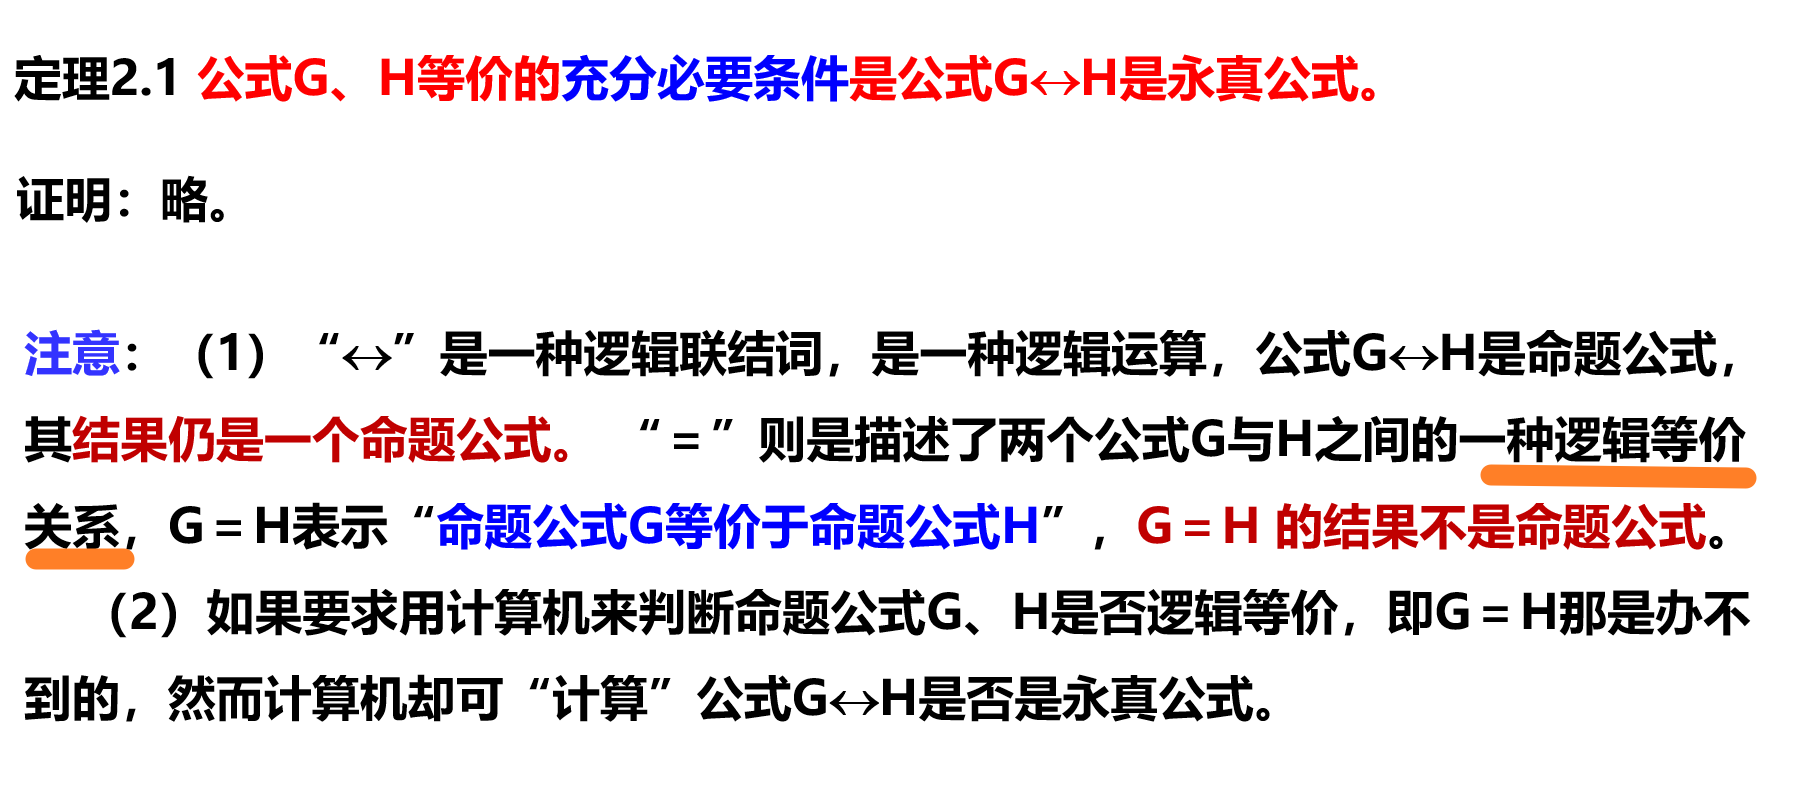 定理2.1 公式G、H等价的充分必要条件是公式G↔H是永真公式。
证明：略。
注意：（1）“↔”是一种逻辑联结词，是一种逻辑运算，公式G↔H是命题公式，
其结果仍是一个命题公式。 “＝”则是描述了两个公式G与H之间的一种逻辑等价
关系，G＝H表示“命题公式G等价于命题公式H”，G＝H 的结果不是命题公式。
（2）如果要求用计算机来判断命题公式G、H是否逻辑等价，即G＝H那是办不
到的，然而计算机却可“计算”公式G↔H是否是永真公式。